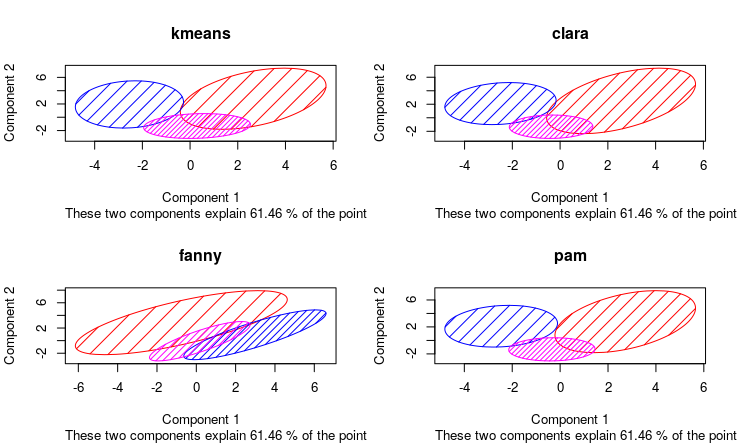 kmeans
Component 2
6
2
-2
-4 -2 0 2 4 6
Component 1
These two components explain 61.46 % of the point
clara
Component 2
6
2
-2
-4 -2 0 2 4 6
Component 1
These two components explain 61.46 % of the point
fanny
Component 2
6
2
-2
-6 -4 -2 0 2 4 6
Component 1
These two components explain 61.46 % of the point
pam
Component 2
6
2
-2
-4 -2 0 2 4 6
Component 1
These two components explain 61.46 % of the point